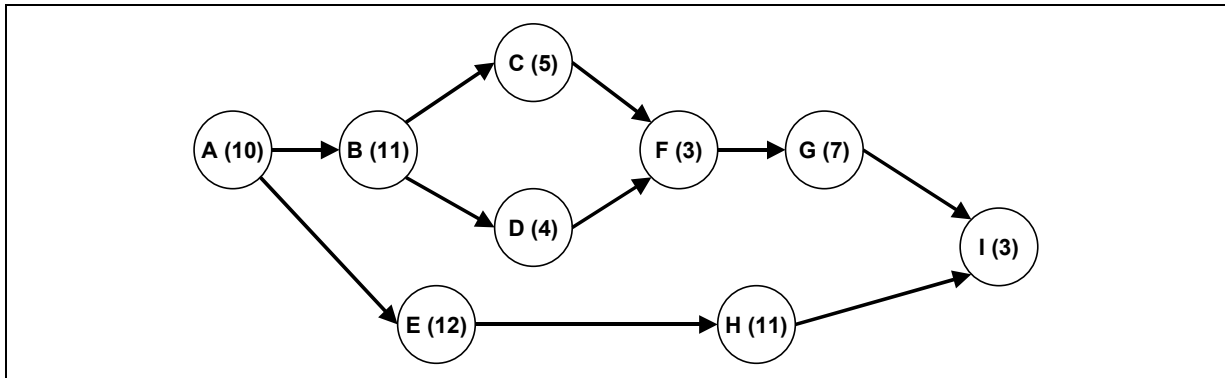 C (5)
A (10)
B (11)
F (3)
G (7)
D (4)
I (3)
E (12)
H (11)